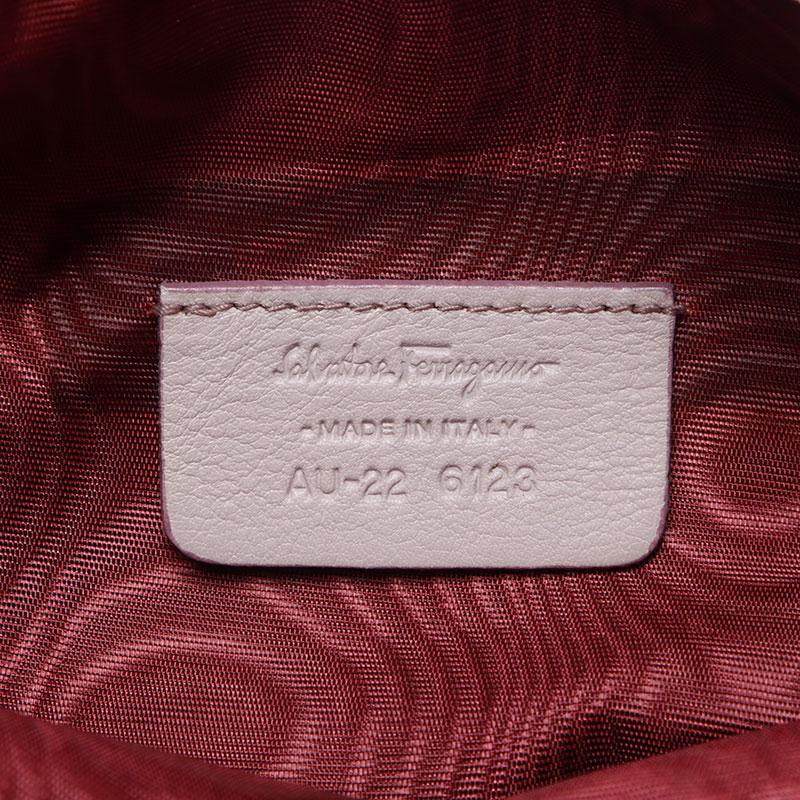 Salvatore Ferragamo
-MADE IN ITALY-
AU-22 6123